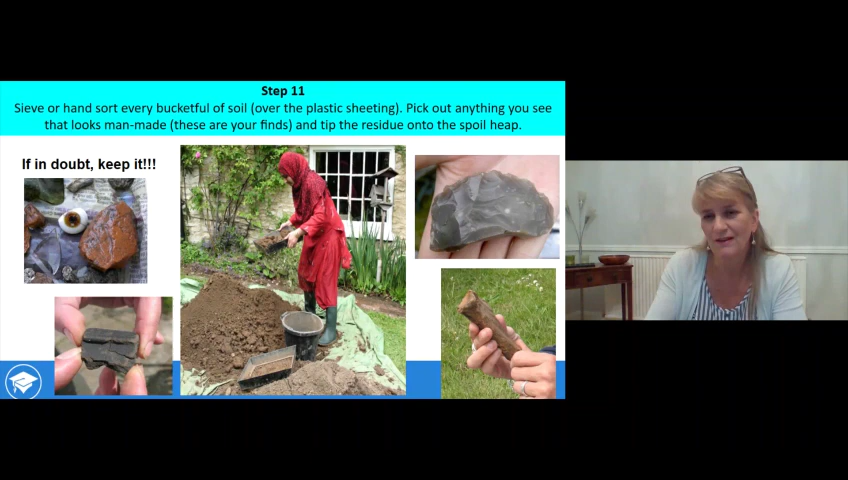 Step 11
Sieve or hand sort every bucketful of soil (over the plastic sheeting). Pick out anything you see
that looks man-made (these are your finds) and tip the residue onto the spoil heap.
If in doubt, keep it!!!